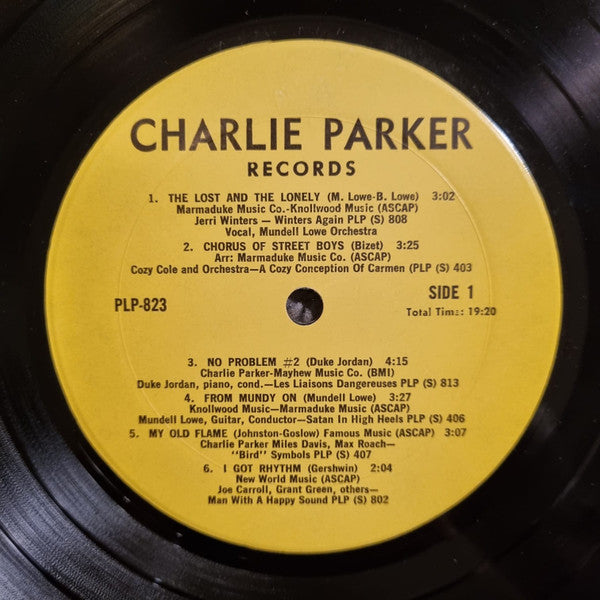 CHARLIE PARKER
RECORDS
1. THE LOST AND THE LONELY (M. Lowe-B. Lowe) 3:02
Marmaduke Music Co.-Knollwood Music (ASCAP)
Jerri Winters — Winters Again PLP (S) 808
Vocal, Mundell Lowe Orchestra
2. CHORUS OF STREET BOYS (Bizet) 3:25
Arr: Marmaduke Music Co. (ASCAP)
Cozy Cole and Orchestra—A Cozy Conception Of Carmen (PLP (S) 403
PLP-823
SIDE 1
Total Time: 19:20
3. NO PROBLEM #2 (Duke Jordan) 4:15
Charlie Parker-Mayhew Music Co. (BMI)
Duke Jordan, piano, cond.—Les Liaisons Dangereuses PLP (S) 813
4. FROM MUNDY ON (Mundell Lowe) 3:27
Knollwood Music—Marmaduke Music (ASCAP)
Mundell Lowe, Guitar, Conductor—Satan In High Heels PLP (S) 406
5. MY OLD FLAME (Johnston-Goslow) Famous Music (ASCAP) 3:07
Charlie Parker Miles Davis, Max Roach—
"Bird" Symbols PLP (S) 407
6. I GOT RHYTHM (Gershwin) 2:04
New World Music (ASCAP)
Joe Carroll, Grant Green, others—
Man With A Happy Sound PLP (S) 802